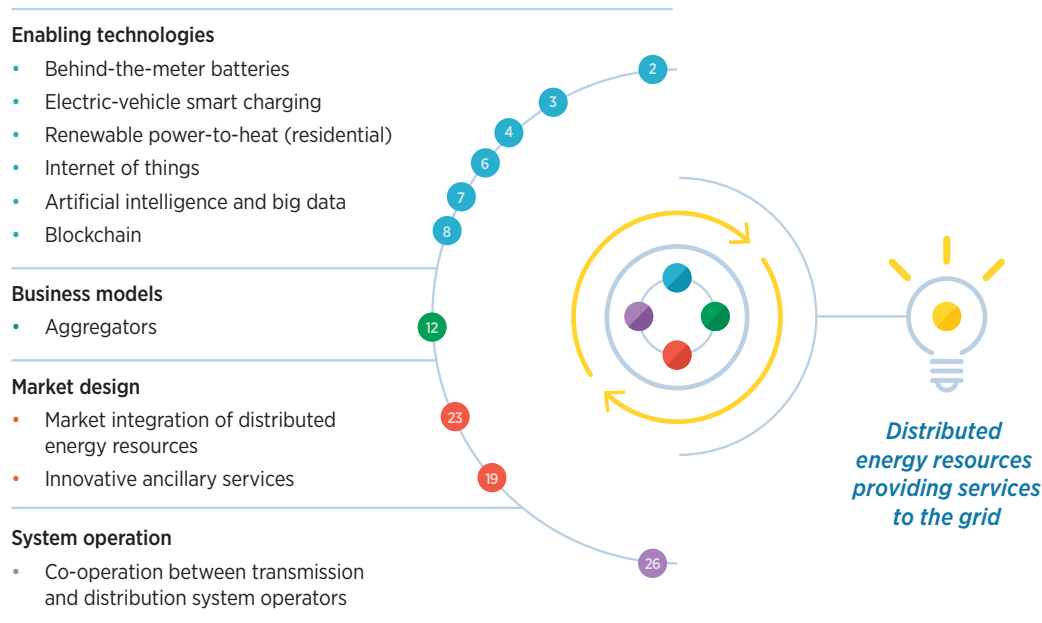 Enabling technologies
• Behind-the-meter batteries
• Electric-vehicle smart charging
• Renewable power-to-heat (residential)
• Internet of things
• Artificial intelligence and big data
• Blockchain
2
3
4
6
7
8
Business models
• Aggregators
12
Market design
• Market integration of distributed
energy resources
• Innovative ancillary services
23
19
System operation
• Co-operation between transmission
and distribution system operators
26
Distributed
energy resources
providing services
to the grid